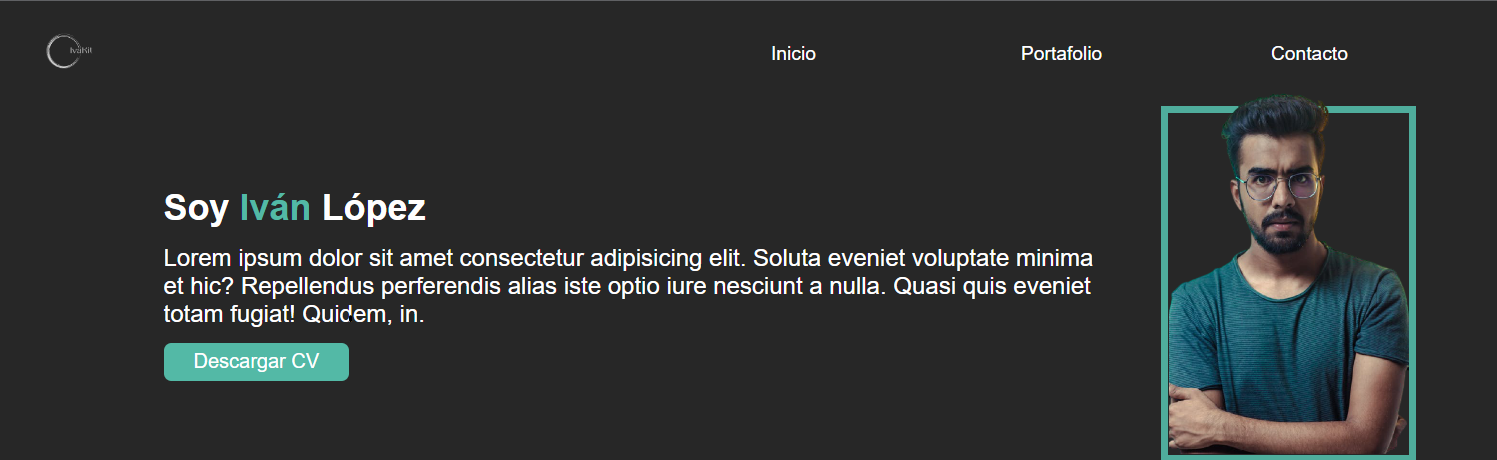 Inicio Portafolio Contacto
Soy Iván López
Lorem ipsum dolor sit amet consectetur adipisicing elit. Soluta eveniet voluptate minima
et hic? Repellendus perferendis alias iste optio iure nesciunt a nulla. Quasi quis eveniet
totam fugiat! Quidem, in.
Descargar CV